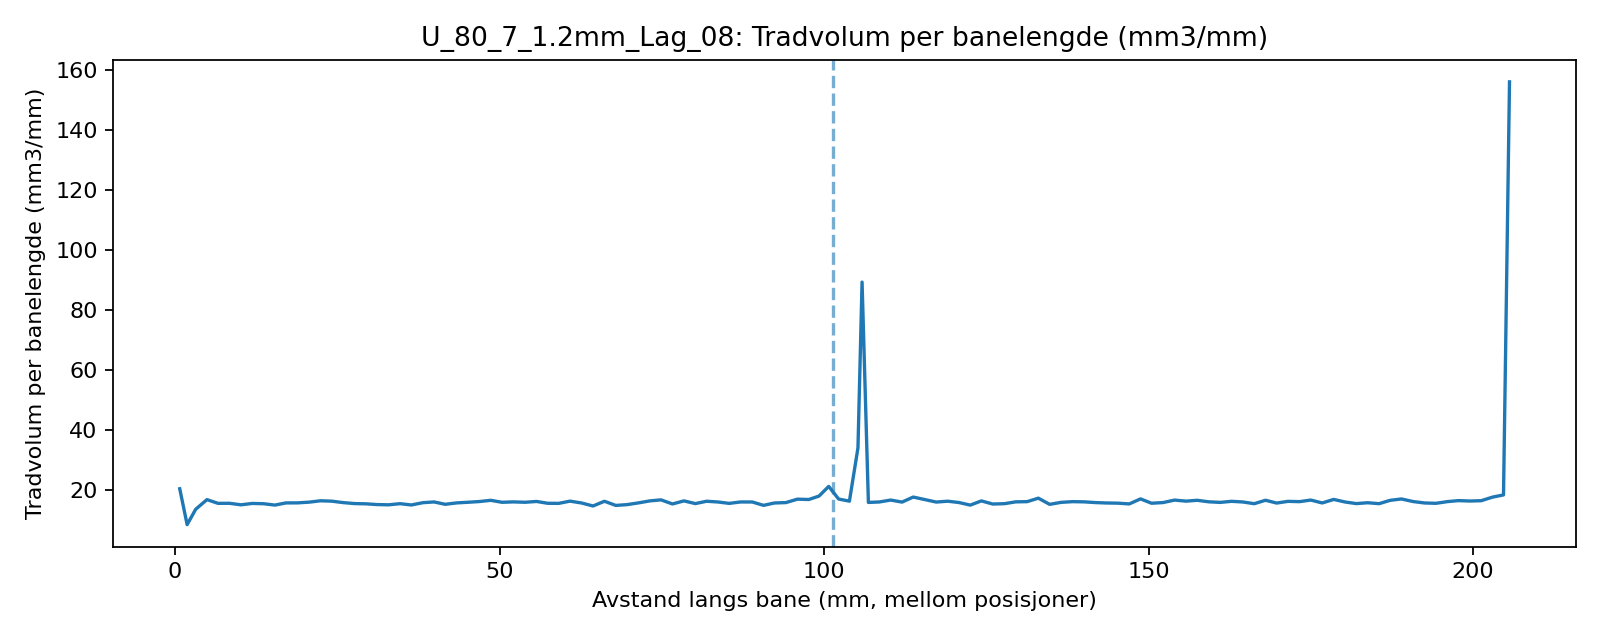 U_80_7_1.2mm_Lag_08: Tradvolum per banelengde (mm3/mm)
Tradvolum per banelengde (mm3/mm)
160
140
120
100
80
60
40
20
0 50 100 150 200
Avstand langs bane (mm, mellom posisjoner)